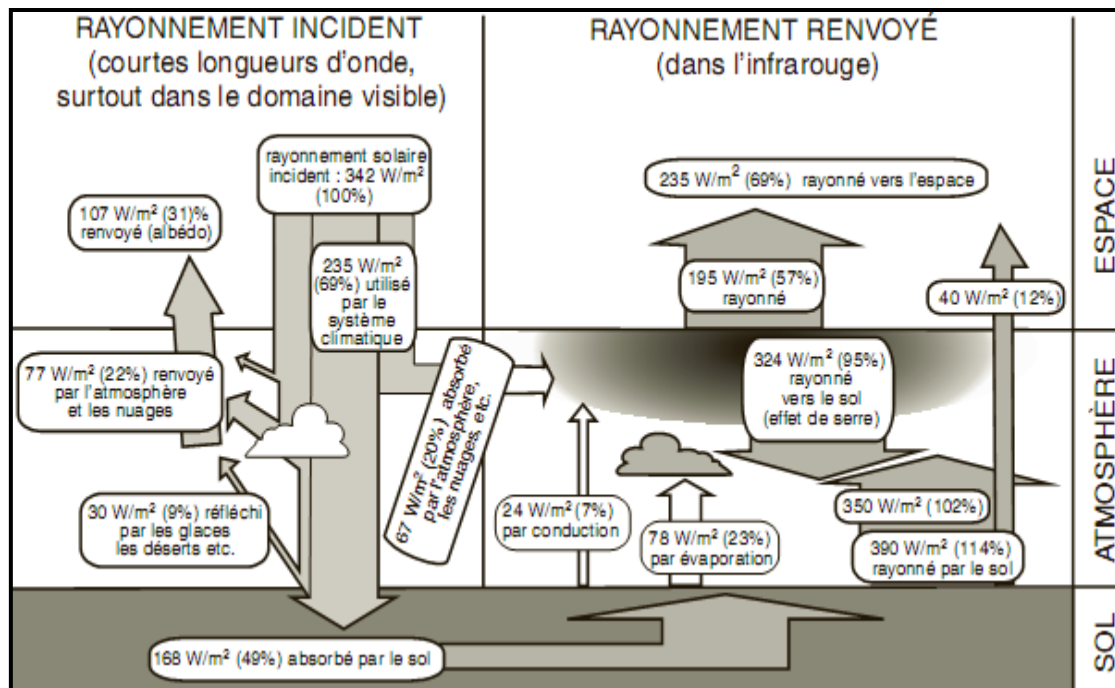 RAYONNEMENT INCIDENT
(courtes longueurs d'onde,
surtout dans le domaine visible)
RAYONNEMENT RENVOYÉ
(dans l'infrarouge)
rayonnement solaire
incident : 342 W/m²
(100%)
107 W/m² (31)%
renvoyé (albédo)
235 W/m²
(69%) utilisé
par le
système
climatique
77 W/m² (22%) renvoyé
par l'atmosphère
et les nuages
30 W/m² (9%) réfléchi
par les glaces
les déserts etc.
67 W/m² (20%) absorbé
par l'atmosphère,
les nuages, etc.
168 W/m² (49%) absorbé par le sol
235 W/m² (69%) rayonné vers l'espace
195 W/m² (57%)
rayonné
40 W/m² (12%)
324 W/m² (95%)
rayonné
vers le sol
(effet de serre)
24 W/m² (7%)
par conduction
78 W/m² (23%)
par évaporation
350 W/m² (102%)
390 W/m² (114%)
rayonné par le sol
ESPACE
ATMOSPHÈRE
SOL